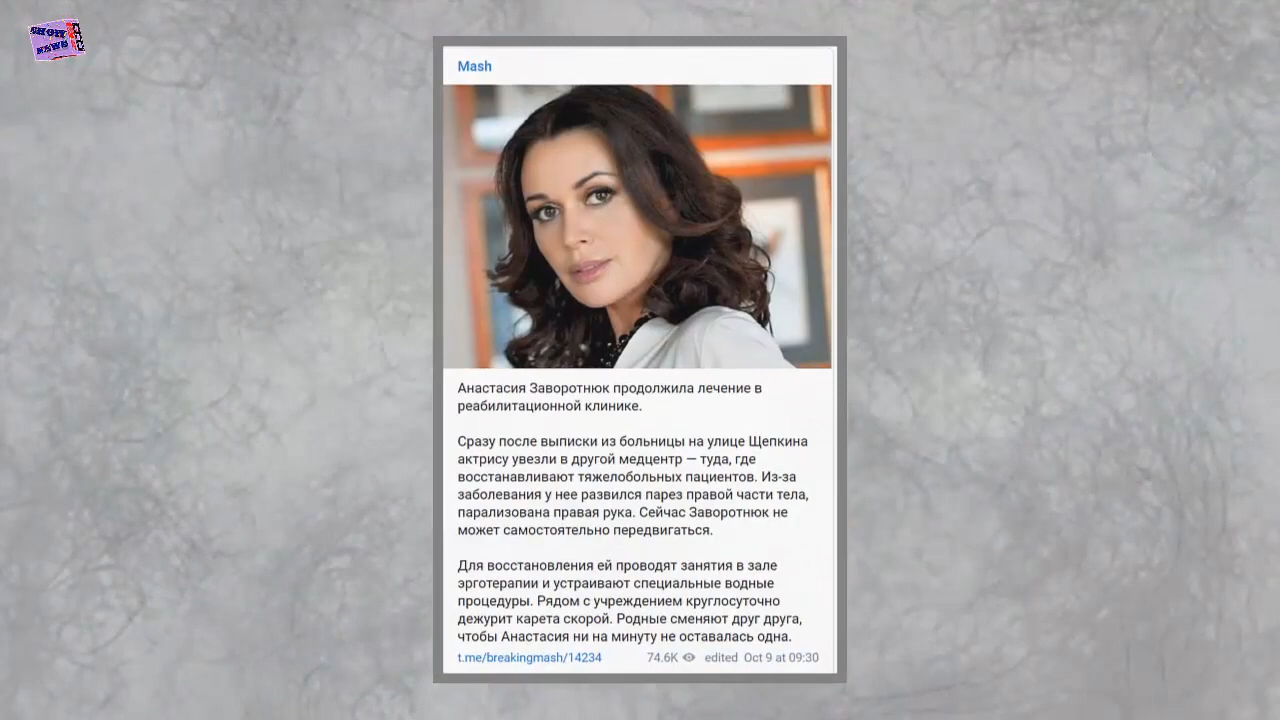 SHOW
NEWS
Mash
Анастасия Заворотнюк продолжила лечение в
реабилитационной клинике.
Сразу после выписки из больницы на улице Щепкина
актрису увезли в другой медцентр — туда, где
восстанавливают тяжелобольных пациентов. Из-за
заболевания у нее развился парез правой части тела,
парализована правая рука. Сейчас Заворотнюк не
может самостоятельно передвигаться.
Для восстановления ей проводят занятия в зале
эрготерапии и устраивают специальные водные
процедуры. Рядом с учреждением круглосуточно
дежурит карета скорой. Родные сменяют друг друга,
чтобы Анастасия ни на минуту не оставалась одна.
t.me/breakingmash/14234 74.6K edited Oct 9 at 09:30